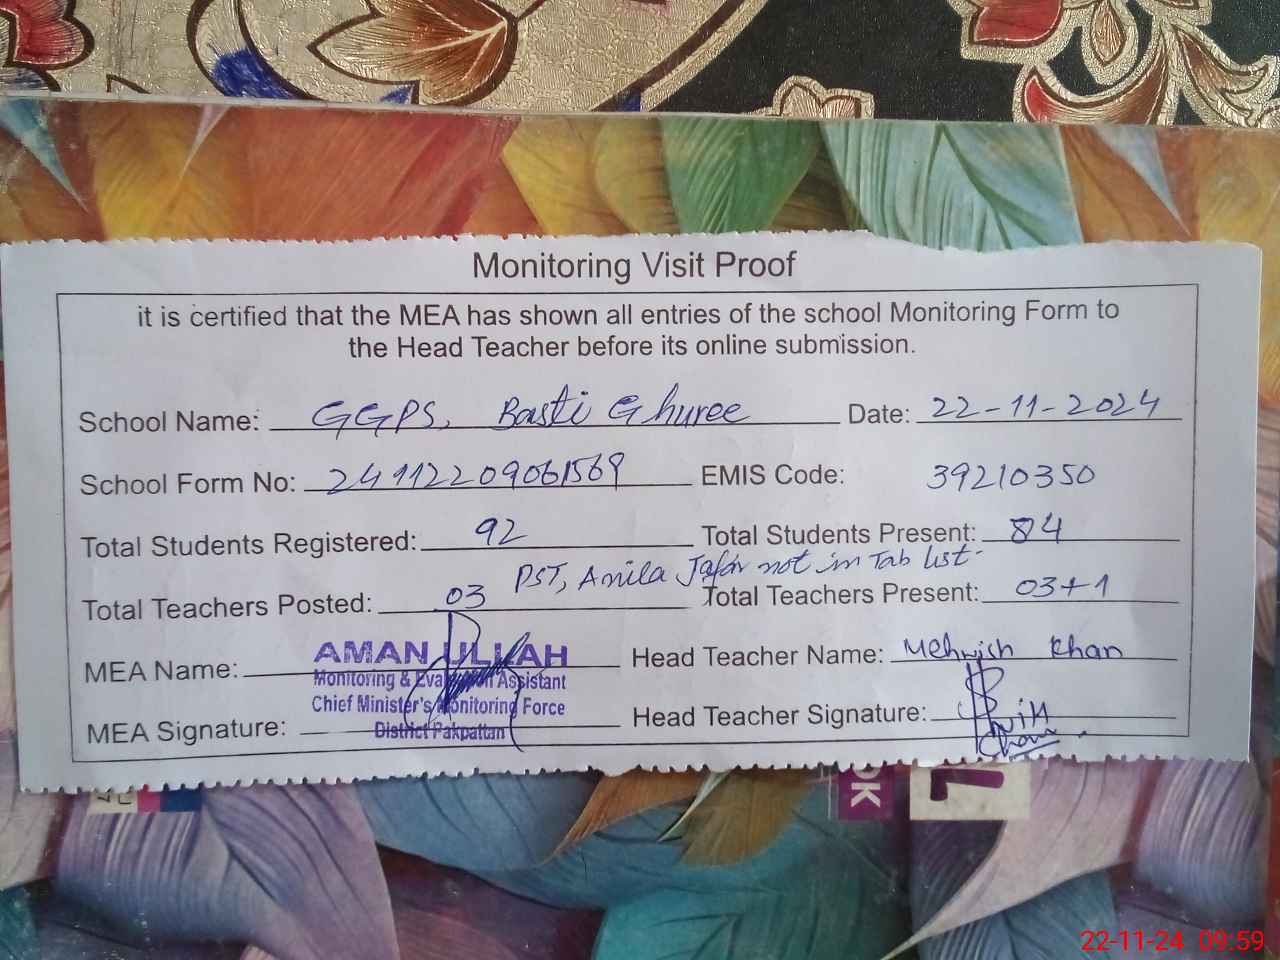 Monitoring Visit Proof
it is certified that the MEA has shown all entries of the school Monitoring Form to
the Head Teacher before its online submission.
School Name: GGPS, Basti Ghuree Date: 22-11-2024
School Form No: 241122090615​69 EMIS Code: 39210350
Total Students Registered: 92 Total Students Present: 84
PST, Anila Jafar not in Tab list-
Total Teachers Posted: 03 Total Teachers Present: 03+1
MEA Name: AMAN ULLAH Head Teacher Name: Mehwish Khan
Monitoring & Evaluation Assistant
Chief Minister's Monitoring Force
MEA Signature: District Pakpattan Head Teacher Signature:
OK
22-11-24 09:59